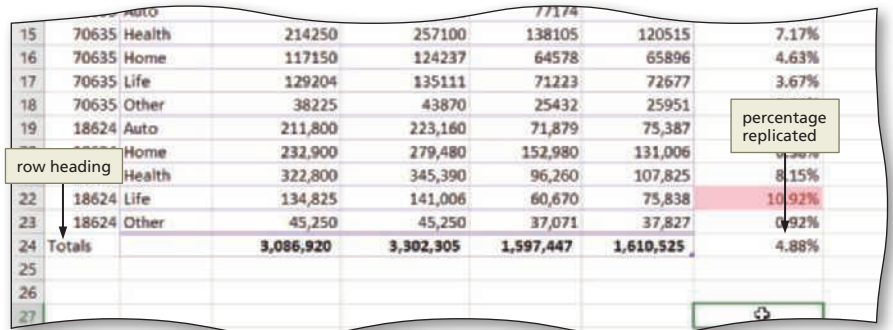 Auto 77174
15 70635 Health 214250 257100 138105 120515 7.17%
16 70635 Home 117150 124237 64578 65896 4.63%
17 70635 Life 129204 135111 71223 72677 3.67%
18 70635 Other 38225 43870 25432 25951
percentage
replicated
19 18624 Auto 211,800 223,160 71,879 75,387
Home 232,900 279,480 152,980 131,006
row heading
Health 322,800 345,390 96,260 107,825 8.15%
22 18624 Life 134,825 141,006 60,670 75,838 10.92%
23 18624 Other 45,250 45,250 37,071 37,827 0.92%
24 Totals 3,086,920 3,302,305 1,597,447 1,610,525 4.88%
25
26
27